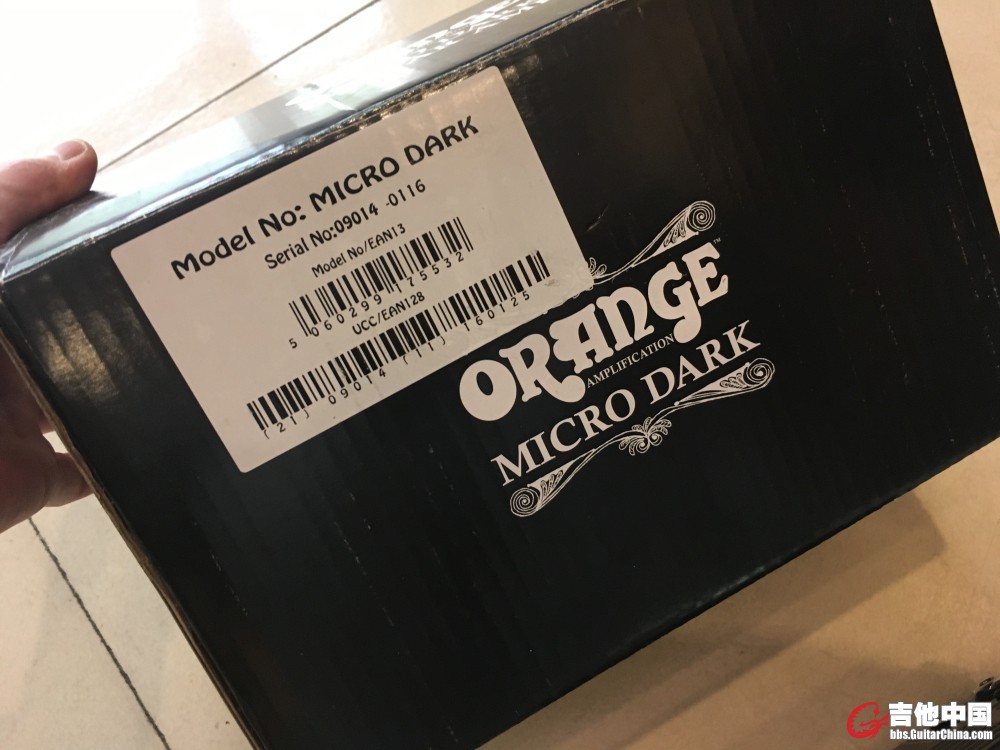 Model No: MICRO DARK
Serial No:09014 -0116
Model No/EAN13
5 060299 175532
UCC/EAN128
(21) 09014 (11) 160125
ORANGE™
AMPLIFICATION
MICRO DARK
吉他中国
bbs.GuitarChina.com